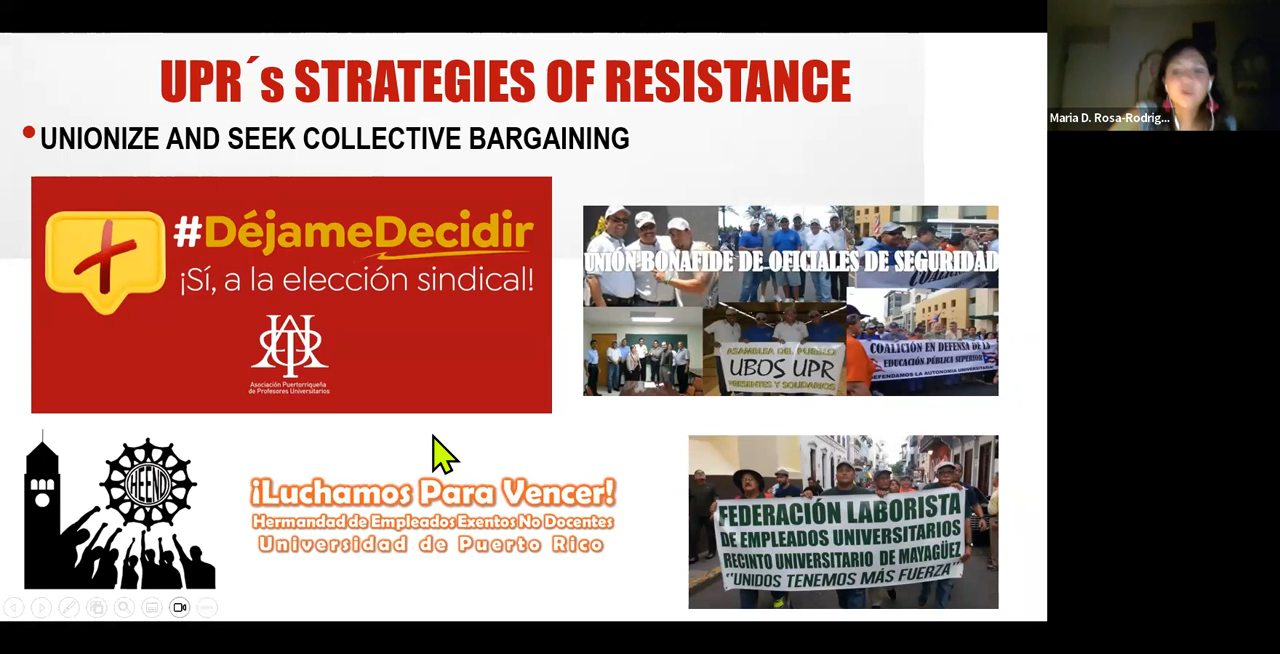 UPR´s STRATEGIES OF RESISTANCE
Maria D. Rosa-Rodrig...
UNIONIZE AND SEEK COLLECTIVE BARGAINING
#DéjameDecidir
¡Sí, a la elección sindical!
Asociación Puertorriqueña
de Profesores Universitarios
UNIÓN BONAFIDE DE OFICIALES DE SEGURIDAD
ASAMBLEA DEL PUEBLO
UBOS UPR
PRESENTES Y SOLIDARIOS
COALICIÓN EN DEFENSA DE LA
EDUCACIÓN PÚBLICA SUPERIOR
DEFENDAMOS LA AUTONOMIA UNIVERSITARIA
HEEND
¡Luchamos Para Vencer!
Hermandad de Empleados Exentos No Docentes
Universidad de Puerto Rico
FEDERACIÓN LABORISTA
DE EMPLEADOS UNIVERSITARIOS
RECINTO UNIVERSITARIO DE MAYAGÜEZ
"UNIDOS TENEMOS MÁS FUERZA"